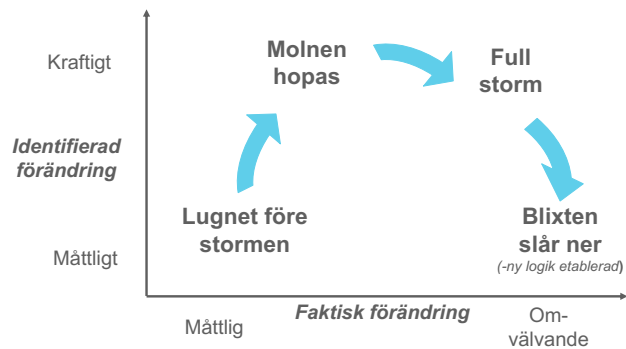 Kraftigt
Identifierad
förändring
Måttligt
Molnen
hopas
Full
storm
Lugnet före
stormen
Blixten
slår ner
(-ny logik etablerad)
Måttlig
Faktisk förändring
Om-
välvande